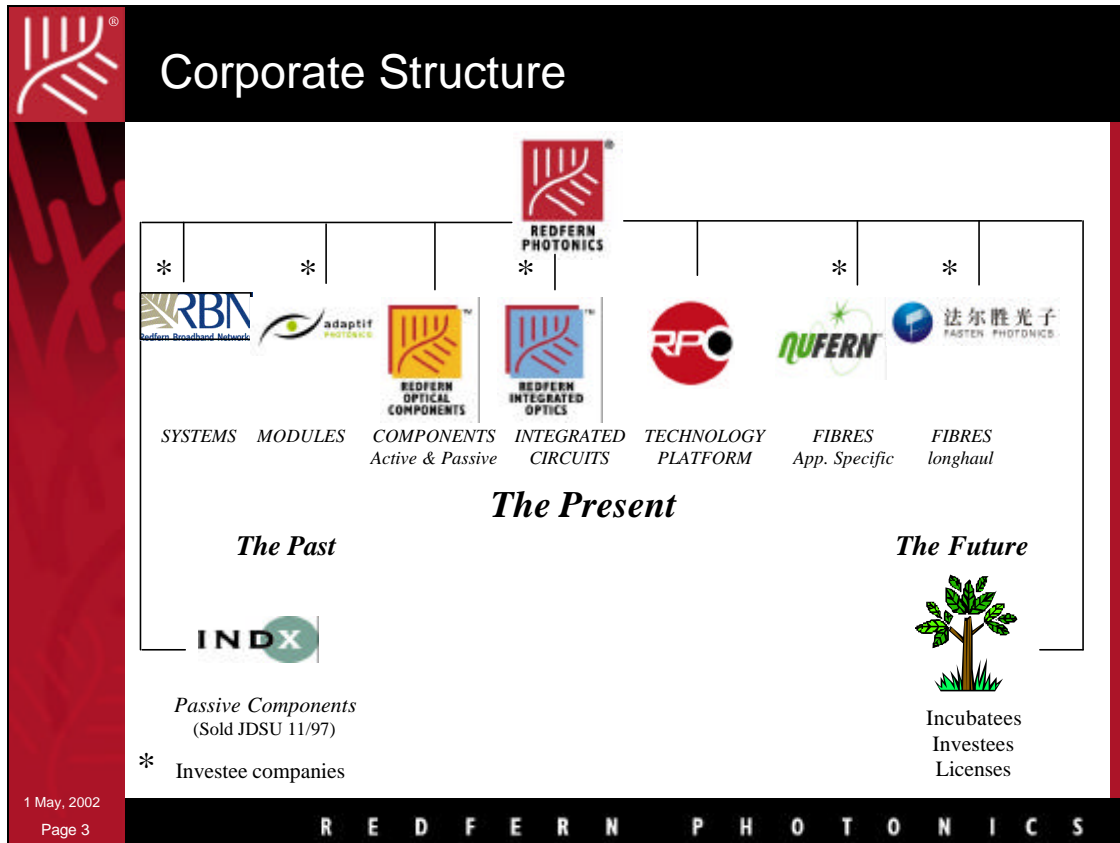 ®
Corporate Structure
®
REDFERN
PHOTONICS
* * * * *
RBN
Redfern Broadband Network
adaptif
PHOTONICS
™
REDFERN
OPTICAL
COMPONENTS
™
REDFERN
INTEGRATED
OPTICS
RPO
NUFERN
法尔胜光子
FASTEN PHOTONICS
SYSTEMS
MODULES
COMPONENTS
Active & Passive
INTEGRATED
CIRCUITS
TECHNOLOGY
PLATFORM
FIBRES
App. Specific
FIBRES
longhaul
The Present
The Past
The Future
INDX
Passive Components
(Sold JDSU 11/97)
* Investee companies
Incubatees
Investees
Licenses
1 May, 2002
Page 3
REDFERN PHOTONICS